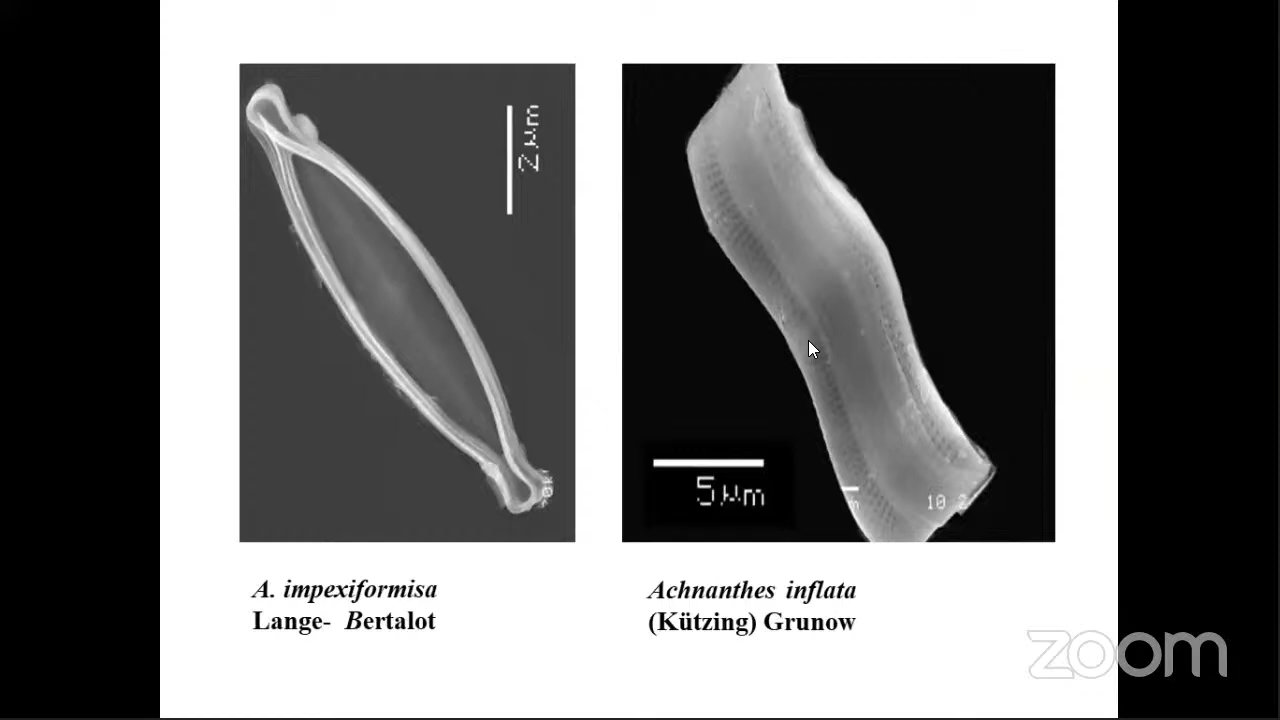 2 µm
5 µm
m
10 2
A. impexiformisa
Lange- Bertalot
Achnanthes inflata
(Kützing) Grunow
zoom